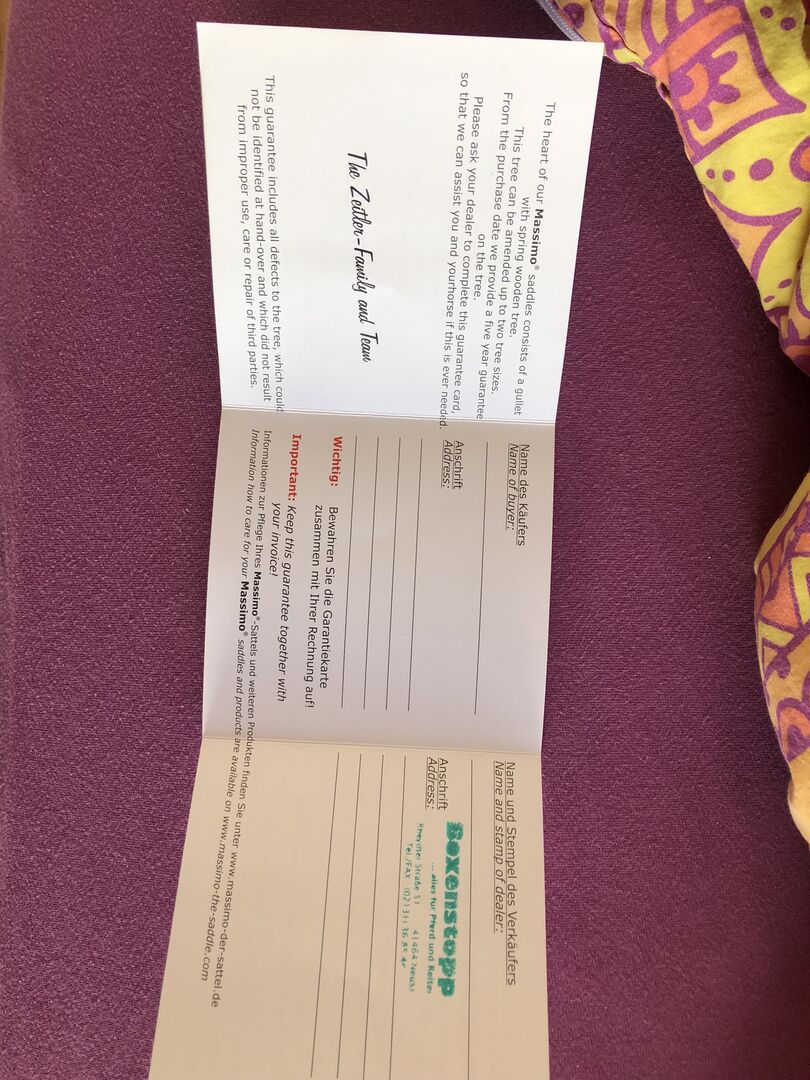 The heart of our Massimo® saddles consists of a gullet
with spring wooden tree.
This tree can be amended up to two tree sizes.
From the purchase date we provide a five year guarantee
on the tree.
Please ask your dealer to complete this guarantee card,
so that we can assist you and yourhorse if this is ever needed.
The Zeitler-Family and Team
This guarantee includes all defects to the tree, which could
not be identified at hand-over and which did not result
from improper use, care or repair of third parties.
Name des Käufers
Name of buyer:
Anschrift
Address:
Wichtig: Bewahren Sie die Garantiekarte
zusammen mit Ihrer Rechnung auf!
Important: Keep this guarantee together with
your invoice!
Informationen zur Pflege Ihres Massimo®-Sattels und weiteren Produkten finden Sie unter www.massimo-der-sattel.de
Information how to care for your Massimo® saddles and products are available on www.massimo-the-saddle.com
Name und Stempel des Verkäufers
Name and stamp of dealer:
Anschrift
Address:
Boxenstopp
... alles für Pferd und Reiter
Straße 51 41464 Neuss
Tel./FAX (02131) 36 85